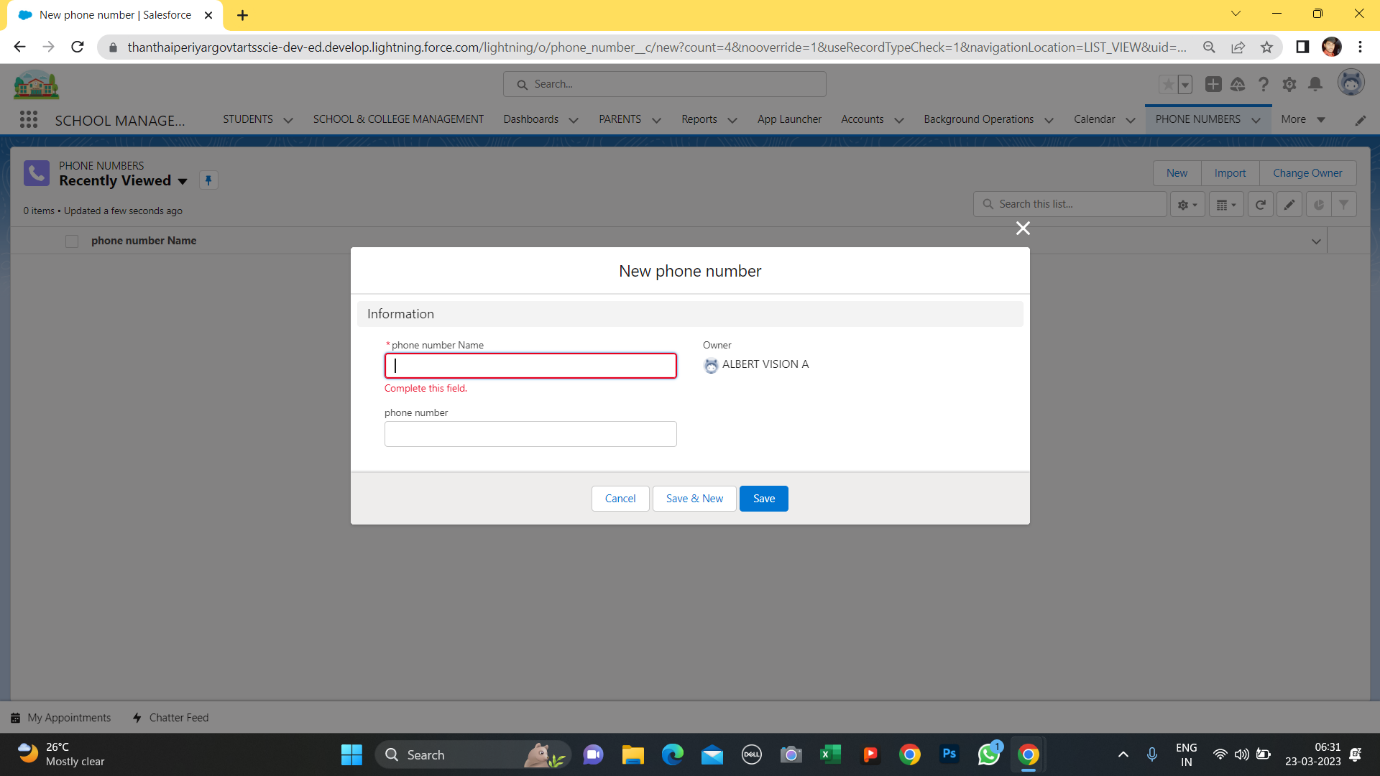 New phone number | Salesforce
thanthaiperiyargovtartsscie-dev-ed.develop.lightning.force.com/lightning/o/phone_number__c/new?count=4&nooverride=1&useRecordTypeCheck=1&navigationLocation=LIST_VIEW&uid=...
Search...
SCHOOL MANAGE... STUDENTS SCHOOL & COLLEGE MANAGEMENT Dashboards PARENTS Reports App Launcher Accounts Background Operations Calendar PHONE NUMBERS More
PHONE NUMBERS
Recently Viewed
New Import Change Owner
0 items • Updated a few seconds ago
Search this list...
phone number Name
New phone number
Information
*phone number Name
Owner
ALBERT VISION A
Complete this field.
phone number
Cancel Save & New Save
My Appointments Chatter Feed
26°C
Mostly clear
Search
DELL
Ps
1
ENG
IN
06:31
23-03-2023